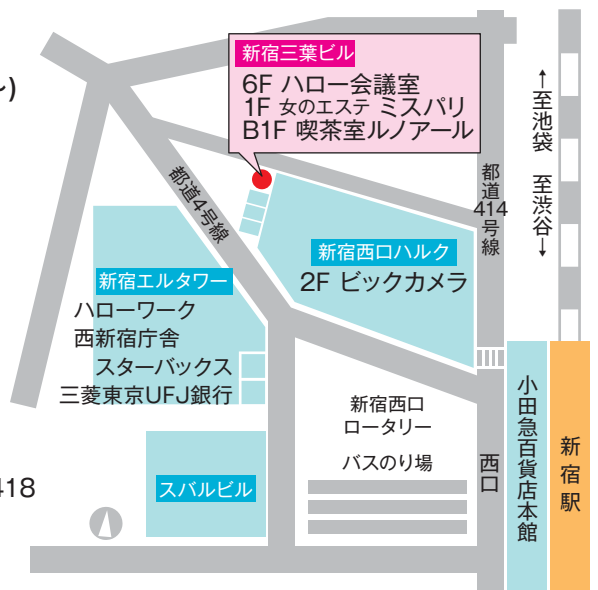 ~)
新宿三葉ビル
6F ハロー会議室
1F 女のエステ ミスパリ
B1F 喫茶室ルノアール
←至池袋 至渋谷→
都道414号線
都道4号線
新宿西口ハルク
2F ビックカメラ
新宿エルタワー
ハローワーク
西新宿庁舎
スターバックス
三菱東京UFJ銀行
新宿西口
ロータリー
バスのり場
西口
小田急百貨店本館
新宿駅
スバルビル
418